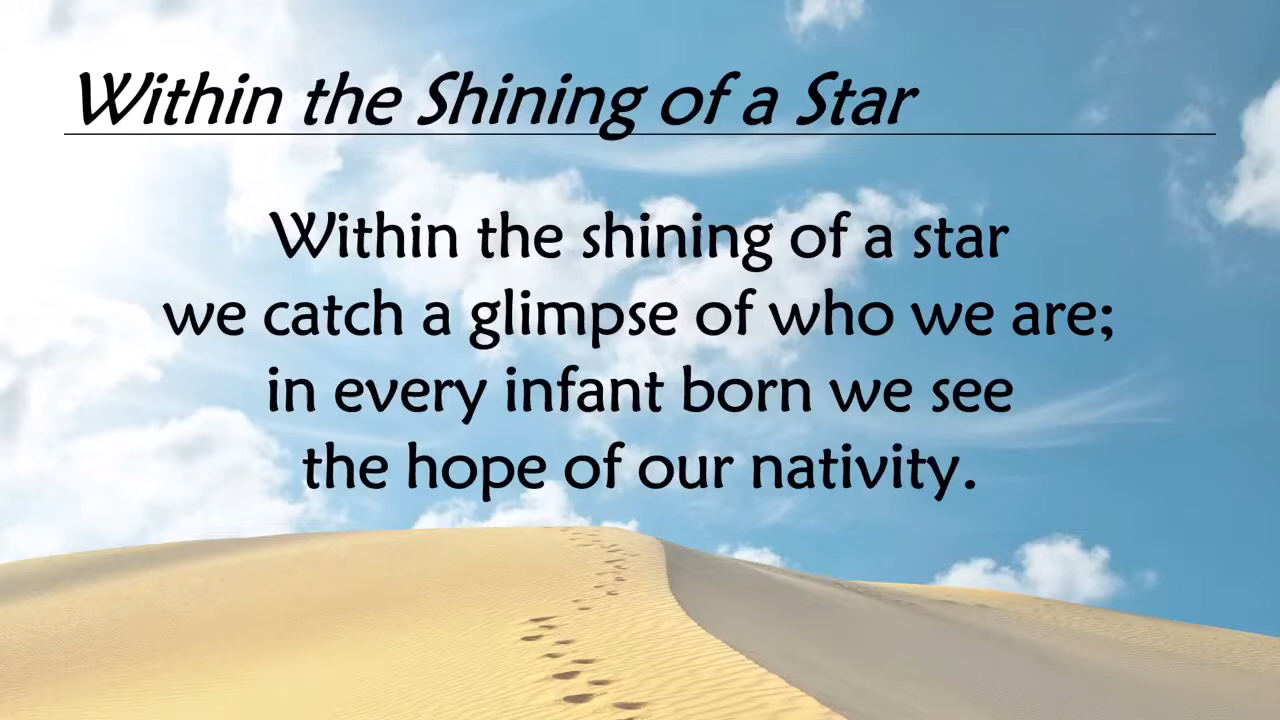 Within the Shining of a Star
Within the shining of a star
we catch a glimpse of who we are;
in every infant born we see
the hope of our nativity.